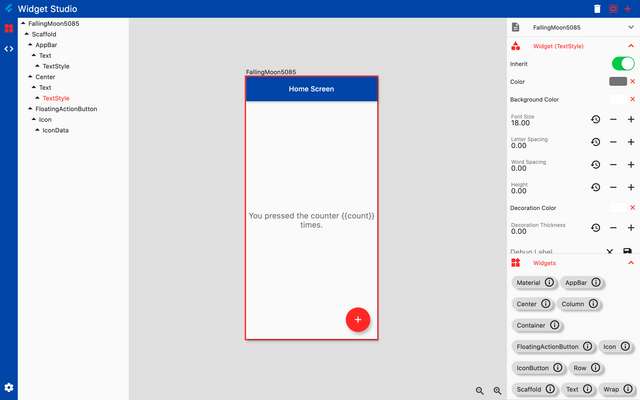 Widget Studio
FallingMoon5085
Scaffold
AppBar
Text
TextStyle
Center
Text
TextStyle
FloatingActionButton
Icon
IconData
FallingMoon5085
Home Screen
You pressed the counter {{count}}
times.
FallingMoon5085
Widget (TextStyle)
Inherit
Color
Background Color
Font Size
18.00
Letter Spacing
0.00
Word Spacing
0.00
Height
0.00
Decoration Color
Decoration Thickness
0.00
Debug Label
Widgets
Material
AppBar
Center
Column
Container
FloatingActionButton
Icon
IconButton
Row
Scaffold
Text
Wrap